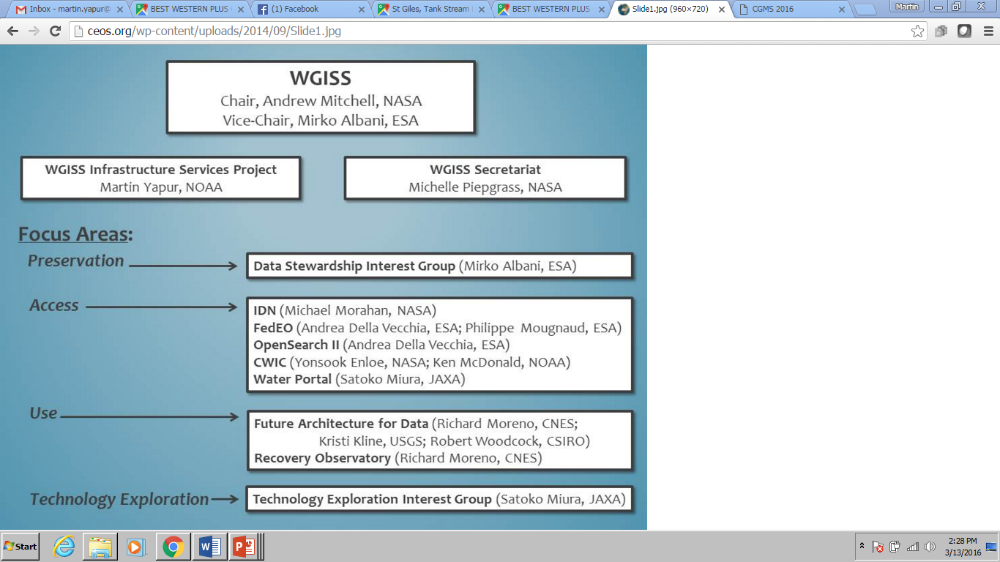 Inbox - martin.yapur@
BEST WESTERN PLUS
(1) Facebook
St Giles, Tank Stream
BEST WESTERN PLUS
Slide1.jpg (960×720)
CGMS 2016
Martin
ceos.org/wp-content/uploads/2014/09/Slide1.jpg
WGISS
Chair, Andrew Mitchell, NASA
Vice-Chair, Mirko Albani, ESA
WGISS Infrastructure Services Project
Martin Yapur, NOAA
WGISS Secretariat
Michelle Piepgrass, NASA
Focus Areas:
Preservation
Data Stewardship Interest Group (Mirko Albani, ESA)
Access
IDN (Michael Morahan, NASA)
FedEO (Andrea Della Vecchia, ESA; Philippe Mougnaud, ESA)
OpenSearch II (Andrea Della Vecchia, ESA)
CWIC (Yonsook Enloe, NASA; Ken McDonald, NOAA)
Water Portal (Satoko Miura, JAXA)
Use
Future Architecture for Data (Richard Moreno, CNES;
Kristi Kline, USGS; Robert Woodcock, CSIRO)
Recovery Observatory (Richard Moreno, CNES)
Technology Exploration
Technology Exploration Interest Group (Satoko Miura, JAXA)
Start
2:28 PM
3/13/2016